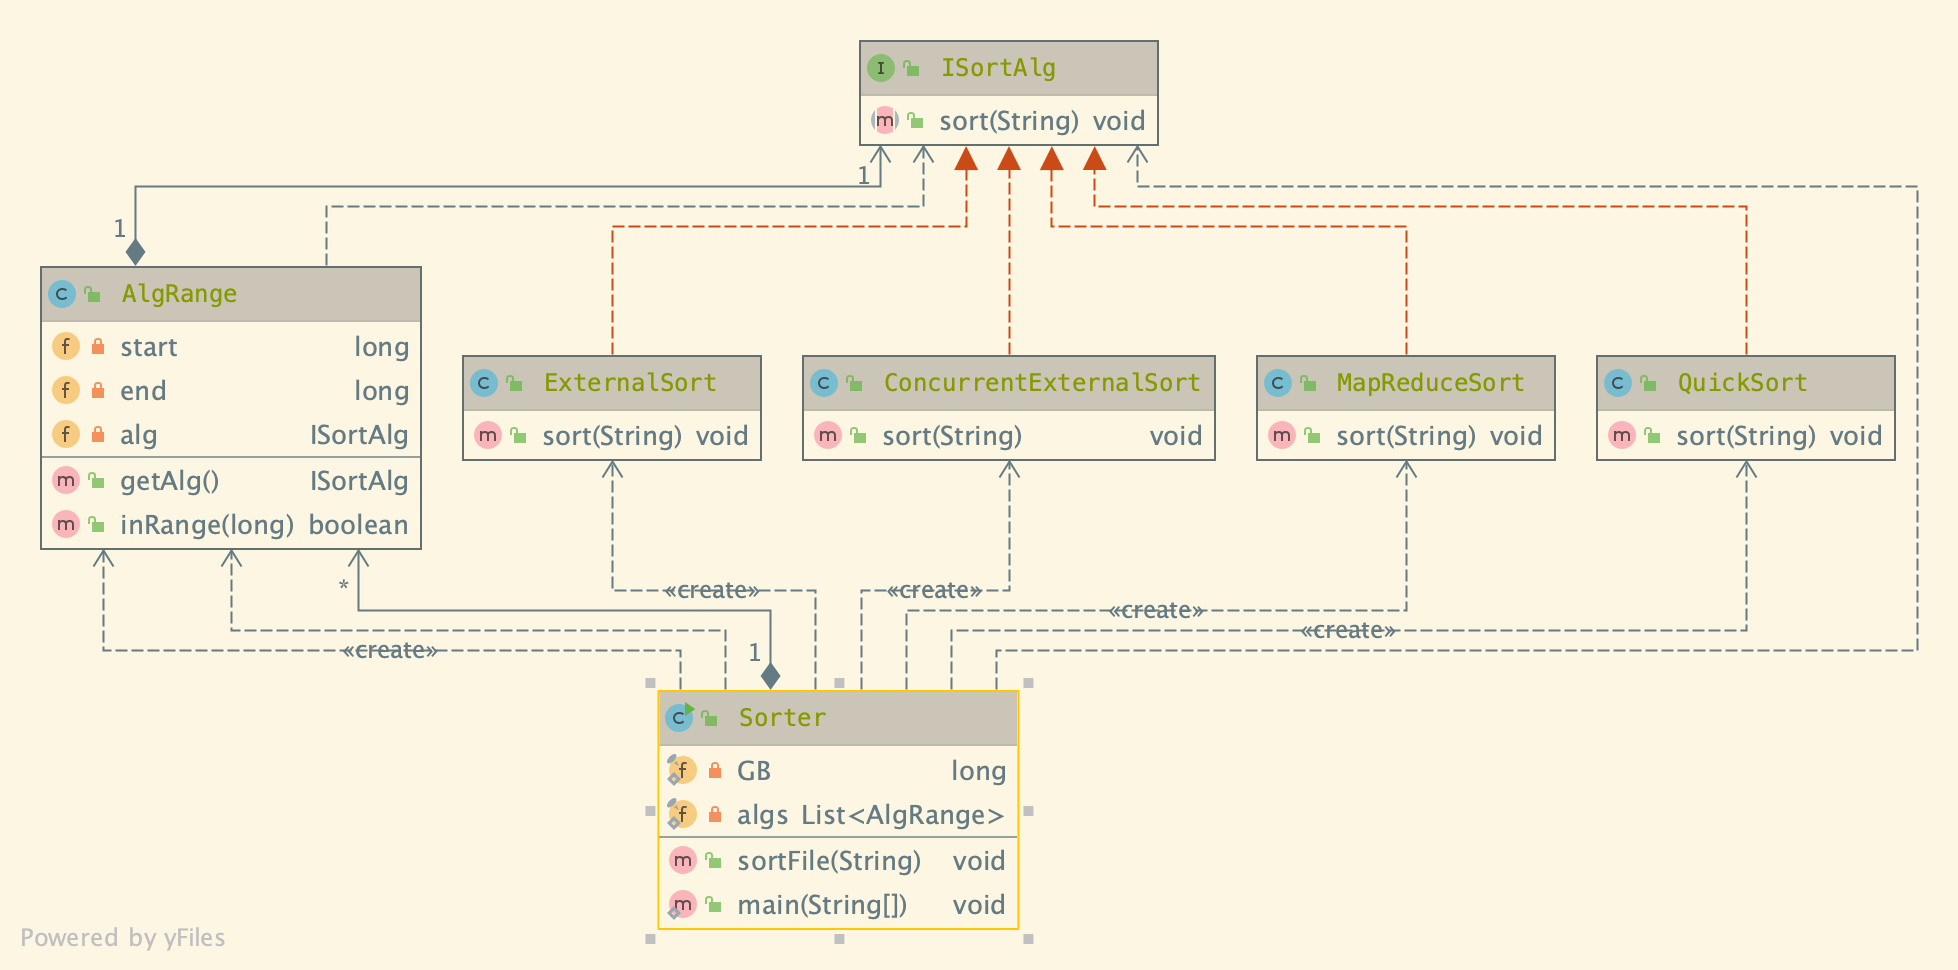 I ISortAlg
m sort(String) void
1
1
C AlgRange
f start long
f end long
f alg ISortAlg
m getAlg() ISortAlg
m inRange(long) boolean
C ExternalSort
m sort(String) void
C ConcurrentExternalSort
m sort(String) void
C MapReduceSort
m sort(String) void
C QuickSort
m sort(String) void
*
«create»
«create»
«create»
«create»
«create»
1
C Sorter
f GB long
f algs List<AlgRange>
m sortFile(String) void
m main(String[]) void
Powered by yFiles